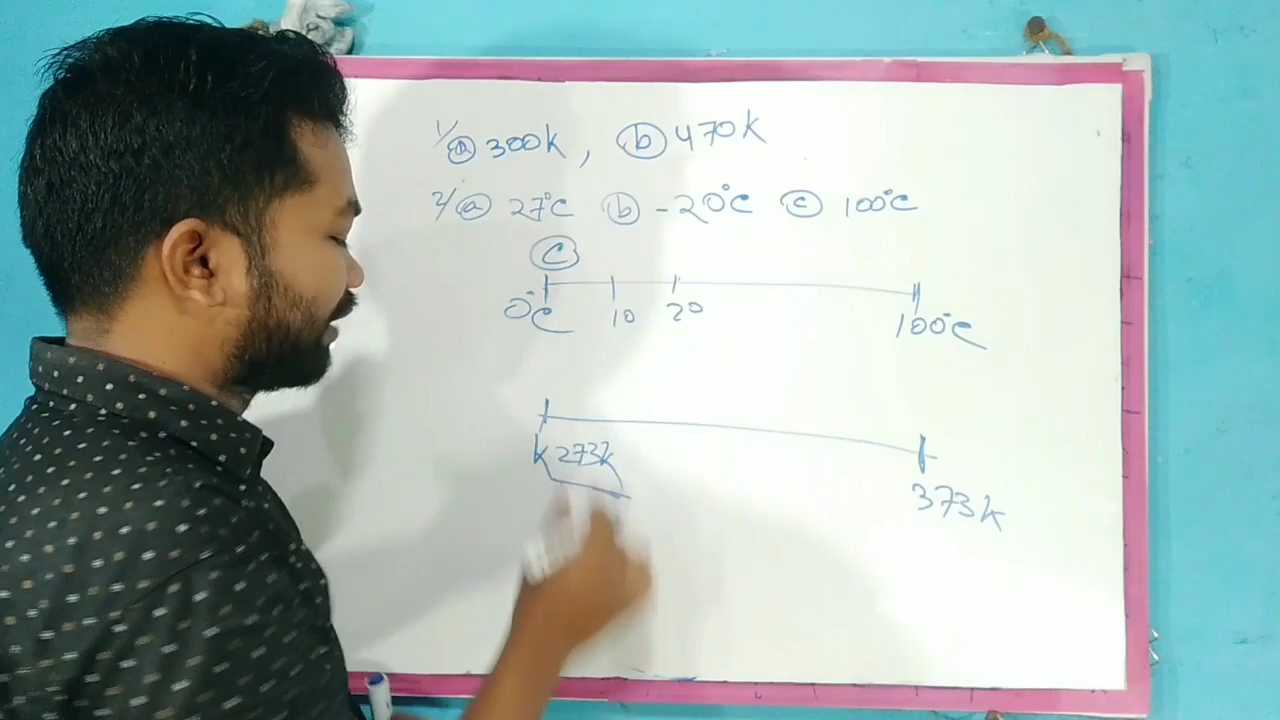 1/ (a) 300k, (b) 470k
2/ (a) 27°C (b) -20°C (c) 100°C
(C)
0°C 10 20 100°C
k 273k 373k